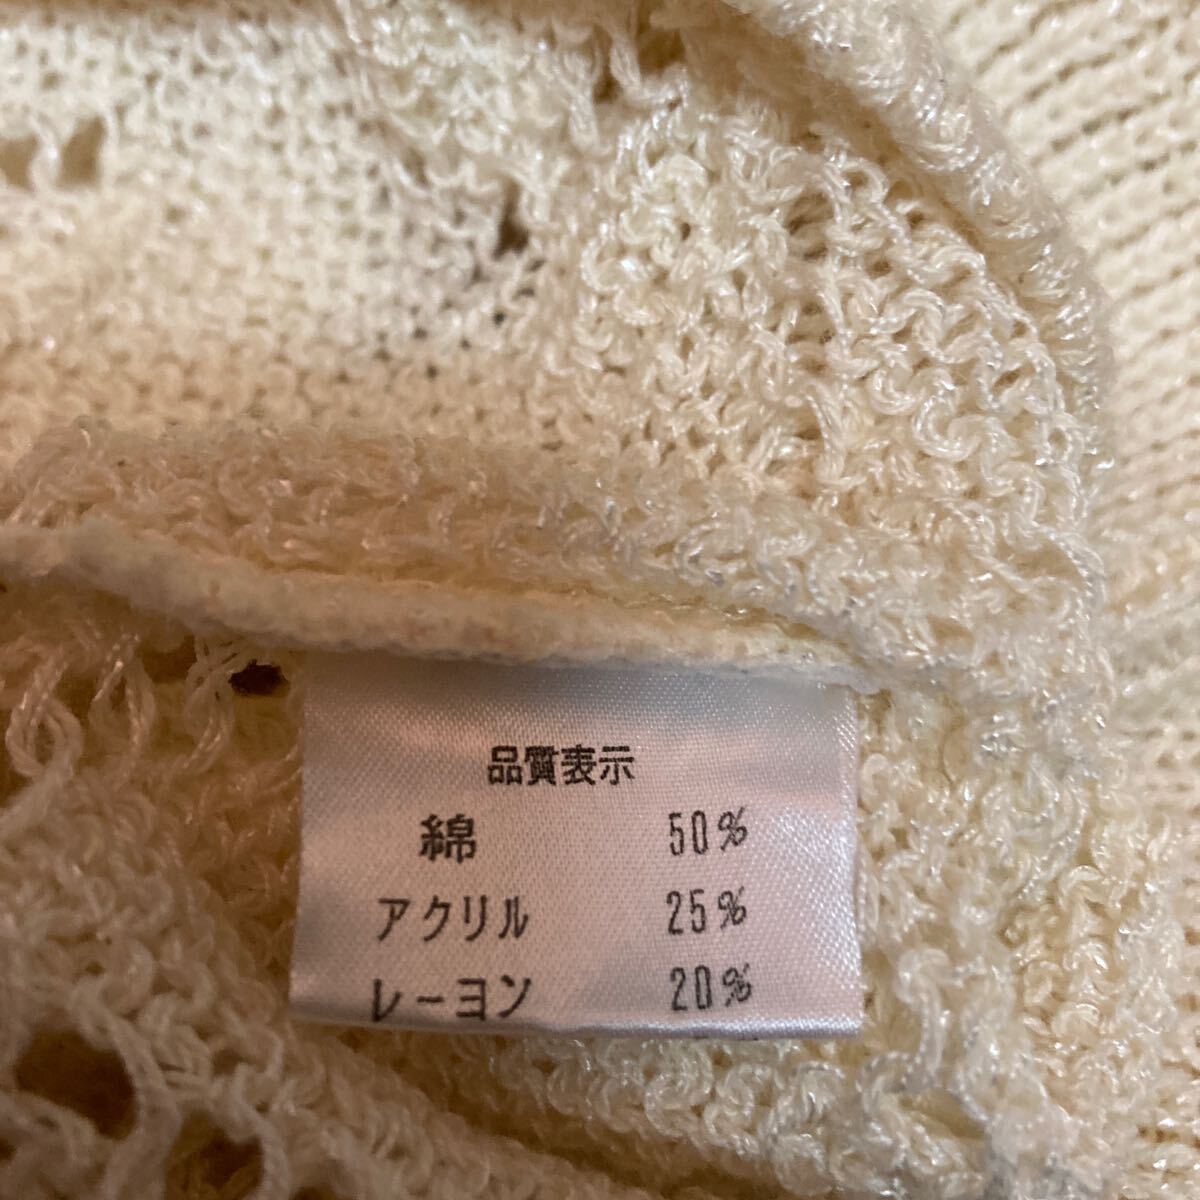 品質表示
綿 50%
アクリル 25%
レーヨン 20%